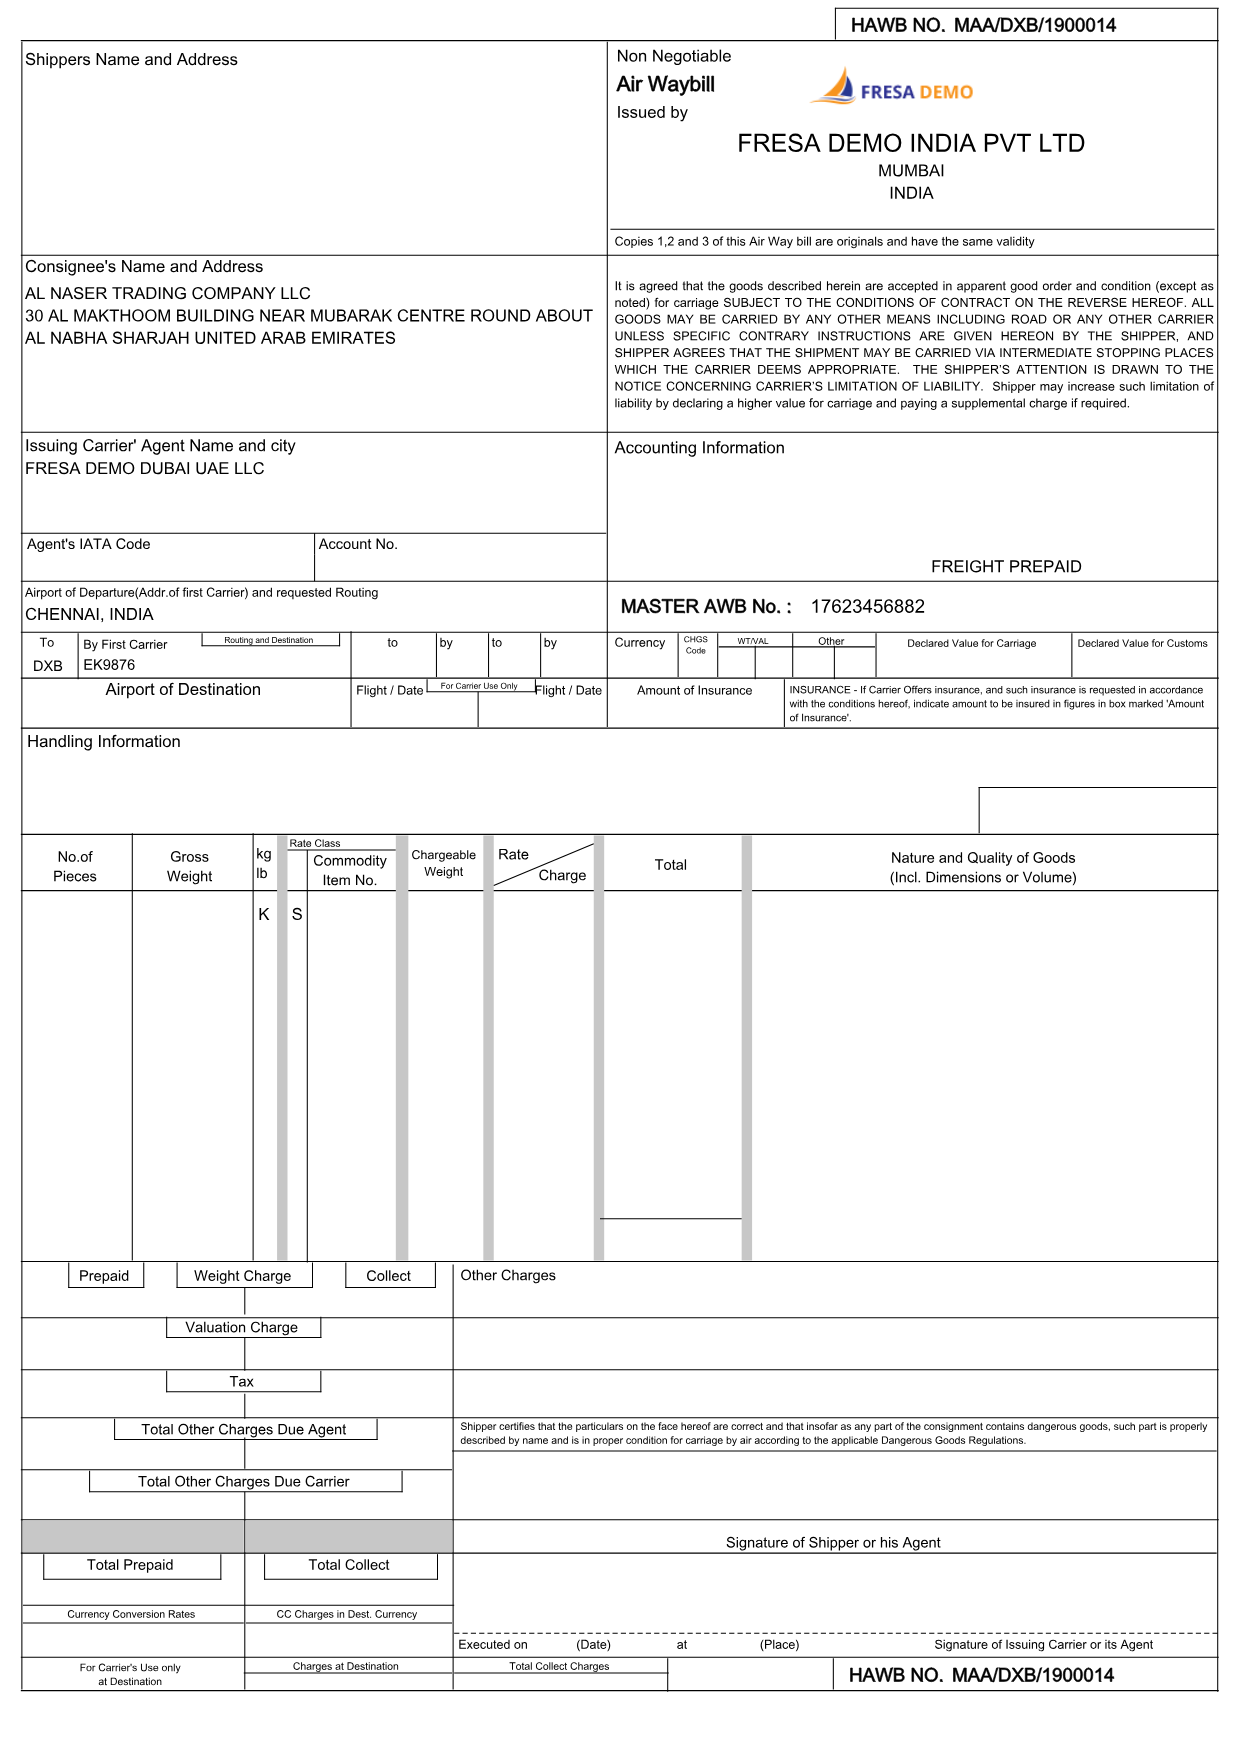 HAWB NO. MAA/DXB/1900014
Shippers Name and Address
Non Negotiable
Air Waybill
Issued by
FRESA DEMO
FRESA DEMO INDIA PVT LTD
MUMBAI
INDIA
Copies 1,2 and 3 of this Air Way bill are originals and have the same validity
Consignee's Name and Address
AL NASER TRADING COMPANY LLC
30 AL MAKTHOOM BUILDING NEAR MUBARAK CENTRE ROUND ABOUT
AL NABHA SHARJAH UNITED ARAB EMIRATES
It is agreed that the goods described herein are accepted in apparent good order and condition (except as
noted) for carriage SUBJECT TO THE CONDITIONS OF CONTRACT ON THE REVERSE HEREOF. ALL
GOODS MAY BE CARRIED BY ANY OTHER MEANS INCLUDING ROAD OR ANY OTHER CARRIER
UNLESS SPECIFIC CONTRARY INSTRUCTIONS ARE GIVEN HEREON BY THE SHIPPER, AND
SHIPPER AGREES THAT THE SHIPMENT MAY BE CARRIED VIA INTERMEDIATE STOPPING PLACES
WHICH THE CARRIER DEEMS APPROPRIATE. THE SHIPPER'S ATTENTION IS DRAWN TO THE
NOTICE CONCERNING CARRIER'S LIMITATION OF LIABILITY. Shipper may increase such limitation of
liability by declaring a higher value for carriage and paying a supplemental charge if required.
Issuing Carrier' Agent Name and city
FRESA DEMO DUBAI UAE LLC
Accounting Information
Agent's IATA Code
Account No.
FREIGHT PREPAID
Airport of Departure(Addr.of first Carrier) and requested Routing
CHENNAI, INDIA
MASTER AWB No. : 17623456882
To
DXB
By First Carrier
EK9876
Routing and Destination
to
by
to
by
Currency
CHGS
Code
WT/VAL
Other
Declared Value for Carriage
Declared Value for Customs
Airport of Destination
Flight / Date
For Carrier Use Only
Flight / Date
Amount of Insurance
INSURANCE - If Carrier Offers insurance, and such insurance is requested in accordance
with the conditions hereof, indicate amount to be insured in figures in box marked 'Amount
of Insurance'.
Handling Information
No.of
Pieces
Gross
Weight
kg
lb
Rate Class
Commodity
Item No.
Chargeable
Weight
Rate
Charge
Total
Nature and Quality of Goods
(Incl. Dimensions or Volume)
K
S
Prepaid
Weight Charge
Collect
Other Charges
Valuation Charge
Tax
Total Other Charges Due Agent
Shipper certifies that the particulars on the face hereof are correct and that insofar as any part of the consignment contains dangerous goods, such part is properly
described by name and is in proper condition for carriage by air according to the applicable Dangerous Goods Regulations.
Total Other Charges Due Carrier
Signature of Shipper or his Agent
Total Prepaid
Total Collect
Currency Conversion Rates
CC Charges in Dest. Currency
Executed on (Date) at (Place) Signature of Issuing Carrier or its Agent
For Carrier's Use only
at Destination
Charges at Destination
Total Collect Charges
HAWB NO. MAA/DXB/1900014